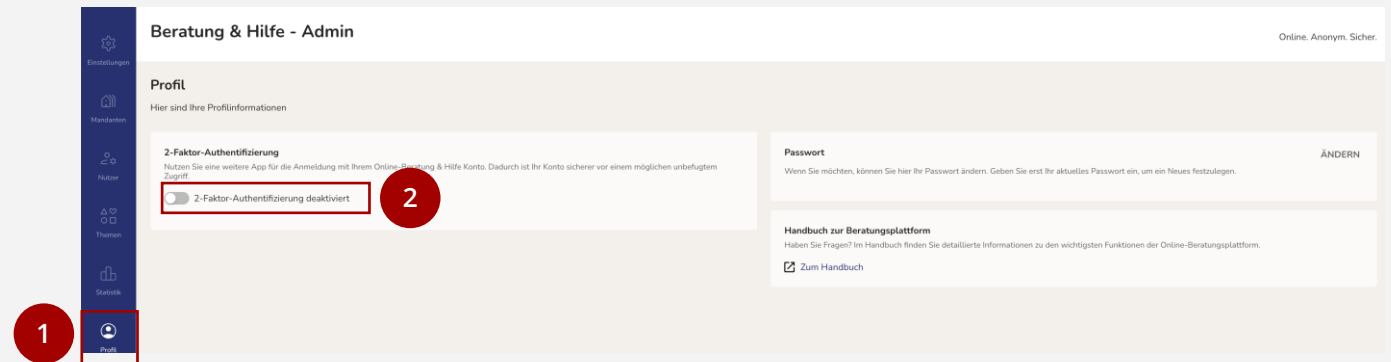 Beratung & Hilfe - Admin
Online. Anonym. Sicher.
Einstellungen
Mandanten
Nutzer
Themen
Statistik
1
Profil
Profil
Hier sind Ihre Profilinformationen
2-Faktor-Authentifizierung
Nutzen Sie eine weitere App für die Anmeldung mit Ihrem Online-Beratung & Hilfe Konto. Dadurch ist Ihr Konto sicherer vor einem möglichen unbefugtem
Zugriff.
2-Faktor-Authentifizierung deaktiviert
2
Passwort
ÄNDERN
Wenn Sie möchten, können Sie hier Ihr Passwort ändern. Geben Sie erst Ihr aktuelles Passwort ein, um ein Neues festzulegen.
Handbuch zur Beratungsplattform
Haben Sie Fragen? Im Handbuch finden Sie detaillierte Informationen zu den wichtigsten Funktionen der Online-Beratungsplattform.
Zum Handbuch